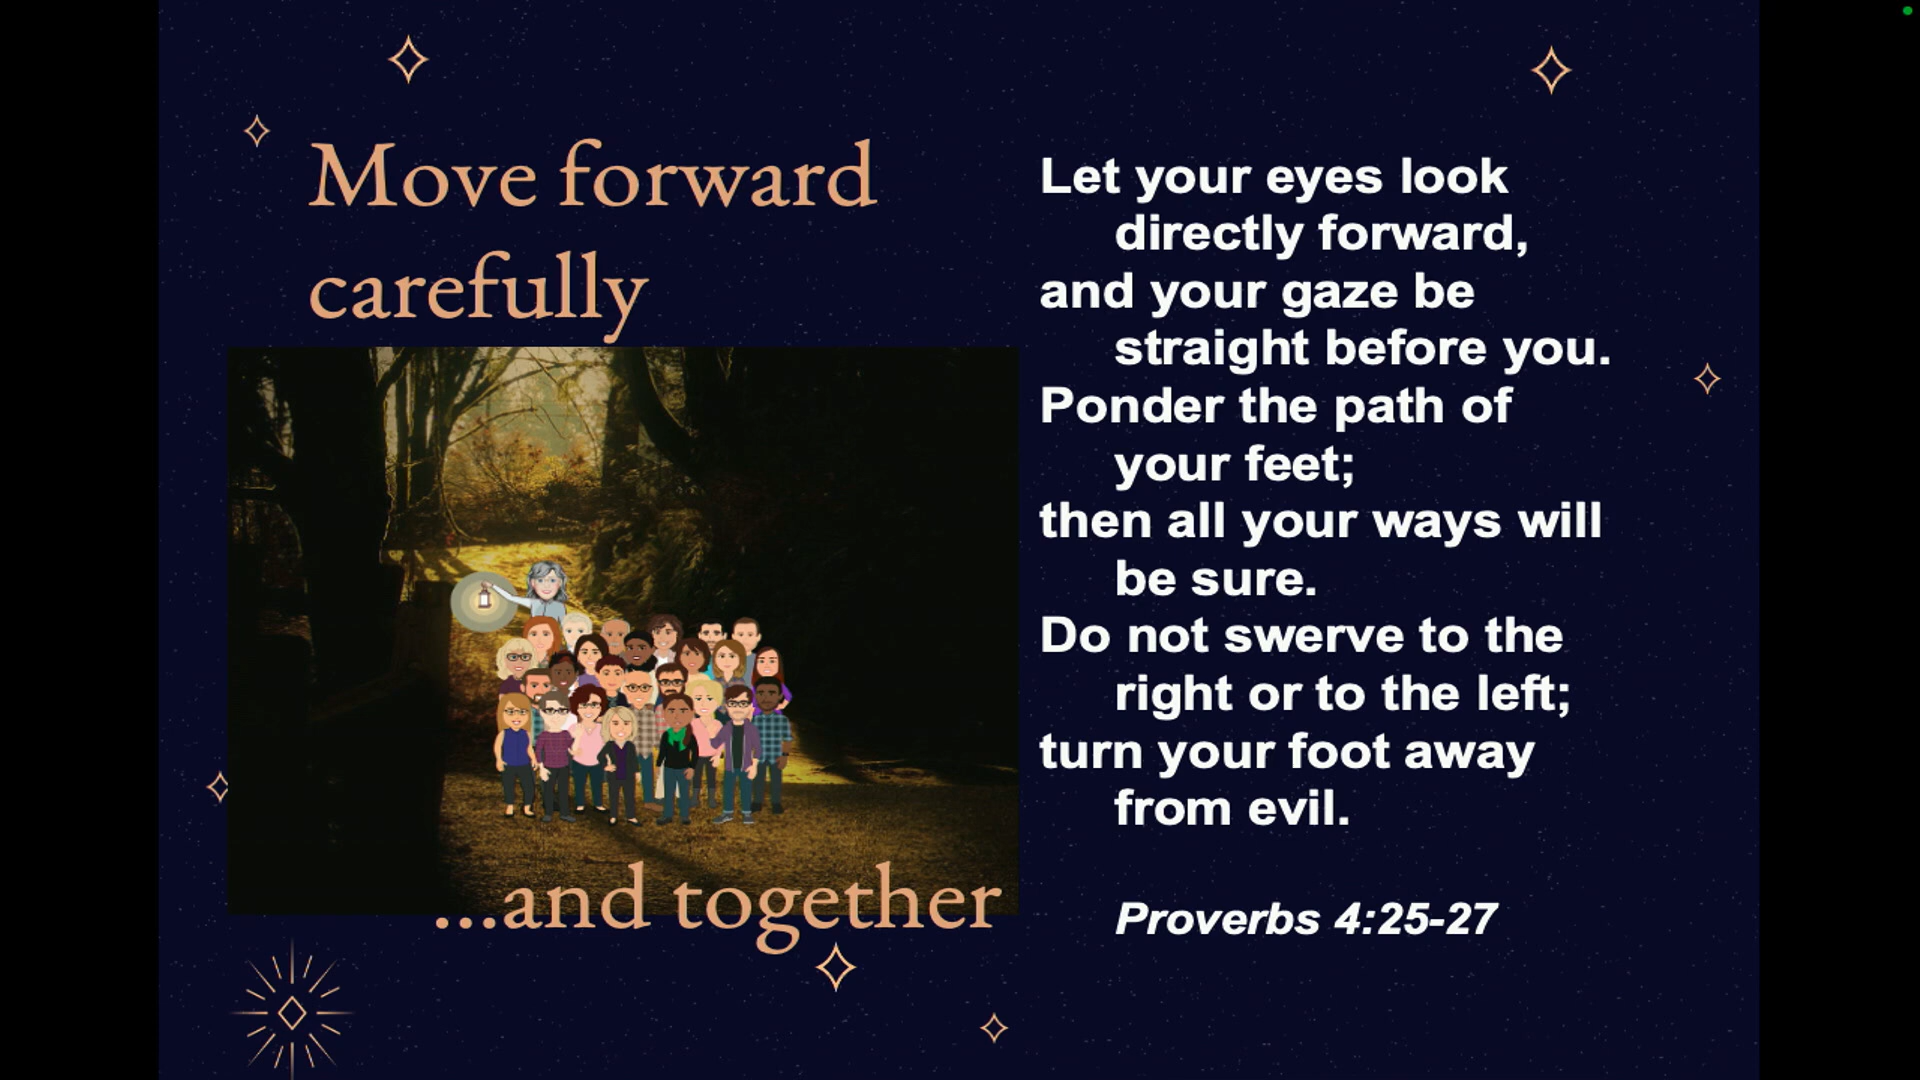 Move forward
carefully
...and together
Let your eyes look
directly forward,
and your gaze be
straight before you.
Ponder the path of
your feet;
then all your ways will
be sure.
Do not swerve to the
right or to the left;
turn your foot away
from evil.
Proverbs 4:25-27